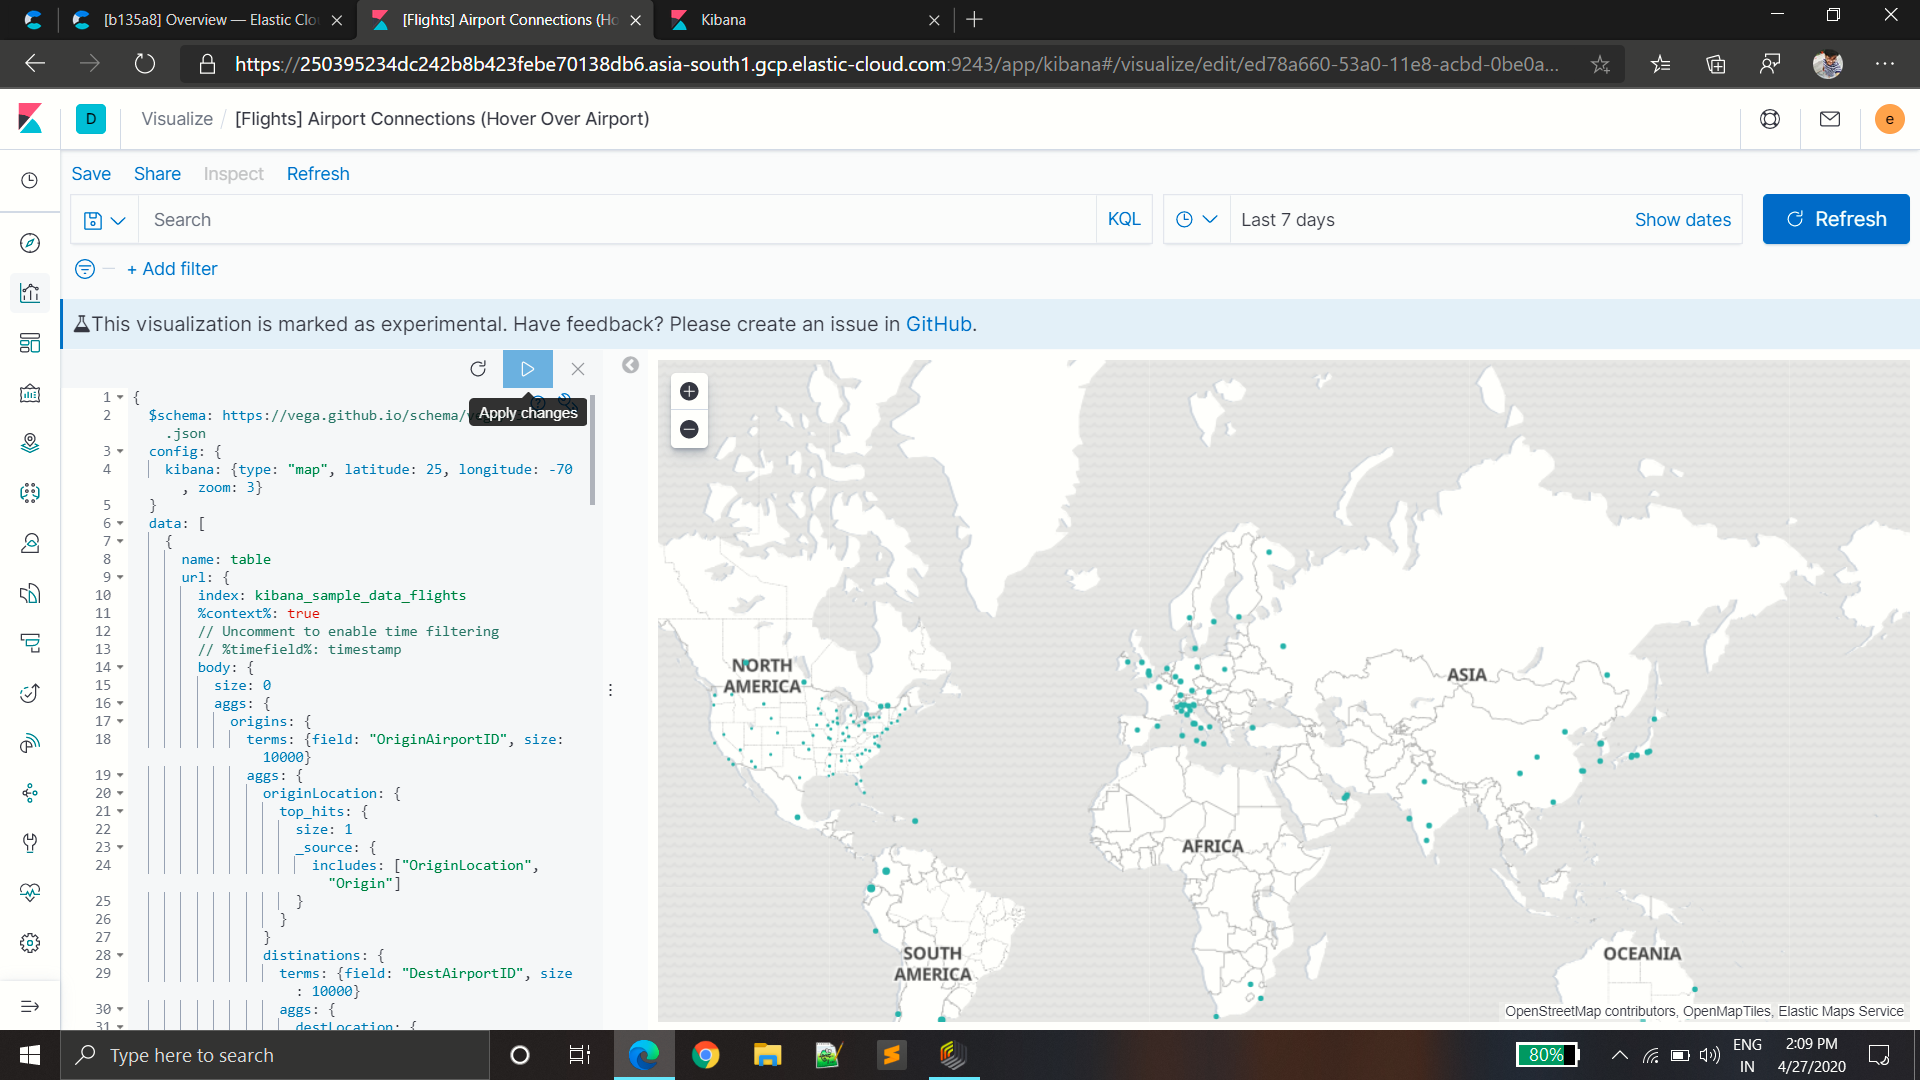 [b135a8] Overview — Elastic Clo
[Flights] Airport Connections (Ho
Kibana
https://250395234dc242b8b423febe70138db6.asia-south1.gcp.elastic-cloud.com:9243/app/kibana#/visualize/edit/ed78a660-53a0-11e8-acbd-0be0a...
D
Visualize / [Flights] Airport Connections (Hover Over Airport)
e
Save Share Inspect Refresh
Search
KQL
Last 7 days
Show dates
Refresh
+ Add filter
This visualization is marked as experimental. Have feedback? Please create an issue in GitHub.
Apply changes
1 {
2 $schema: https://vega.github.io/schema/
.json
3 config: {
4 kibana: {type: "map", latitude: 25, longitude: -70
, zoom: 3}
5 }
6 data: [
7 {
8 name: table
9 url: {
10 index: kibana_sample_data_flights
11 %context%: true
12 // Uncomment to enable time filtering
13 // %timefield%: timestamp
14 body: {
15 size: 0
16 aggs: {
17 origins: {
18 terms: {field: "OriginAirportID", size:
10000}
19 aggs: {
20 originLocation: {
21 top_hits: {
22 size: 1
23 _source: {
24 includes: ["OriginLocation",
"Origin"]
25 }
26 }
27 }
28 distinations: {
29 terms: {field: "DestAirportID", size
: 10000}
30 aggs: {
31 destLocation: {
NORTH
AMERICA
ASIA
AFRICA
SOUTH
AMERICA
OCEANIA
OpenStreetMap contributors, OpenMapTiles, Elastic Maps Service
Type here to search
80%
ENG
IN
2:09 PM
4/27/2020